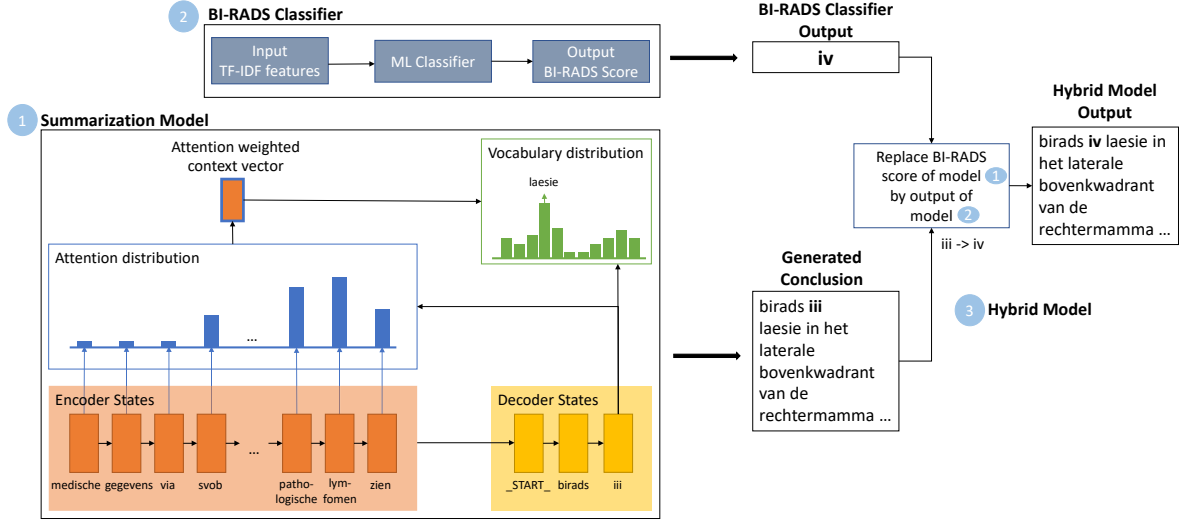 2
BI-RADS Classifier
Input
TF-IDF features
ML Classifier
Output
BI-RADS Score
BI-RADS Classifier
Output
iv
1
Summarization Model
Attention weighted
context vector
Vocabulary distribution
laesie
Attention distribution
...
Encoder States
...
medische
gegevens
via
svob
patho-
logische
lym-
fomen
zien
Decoder States
_START_
birads
iii
Generated
Conclusion
birads iii
laesie in het
laterale
bovenkwadrant
van de
rechtermamma ...
Replace BI-RADS
score of model 1
by output of
model 2
iii -> iv
3
Hybrid Model
Hybrid Model
Output
birads iv laesie in
het laterale
bovenkwadrant
van de
rechtermamma ...